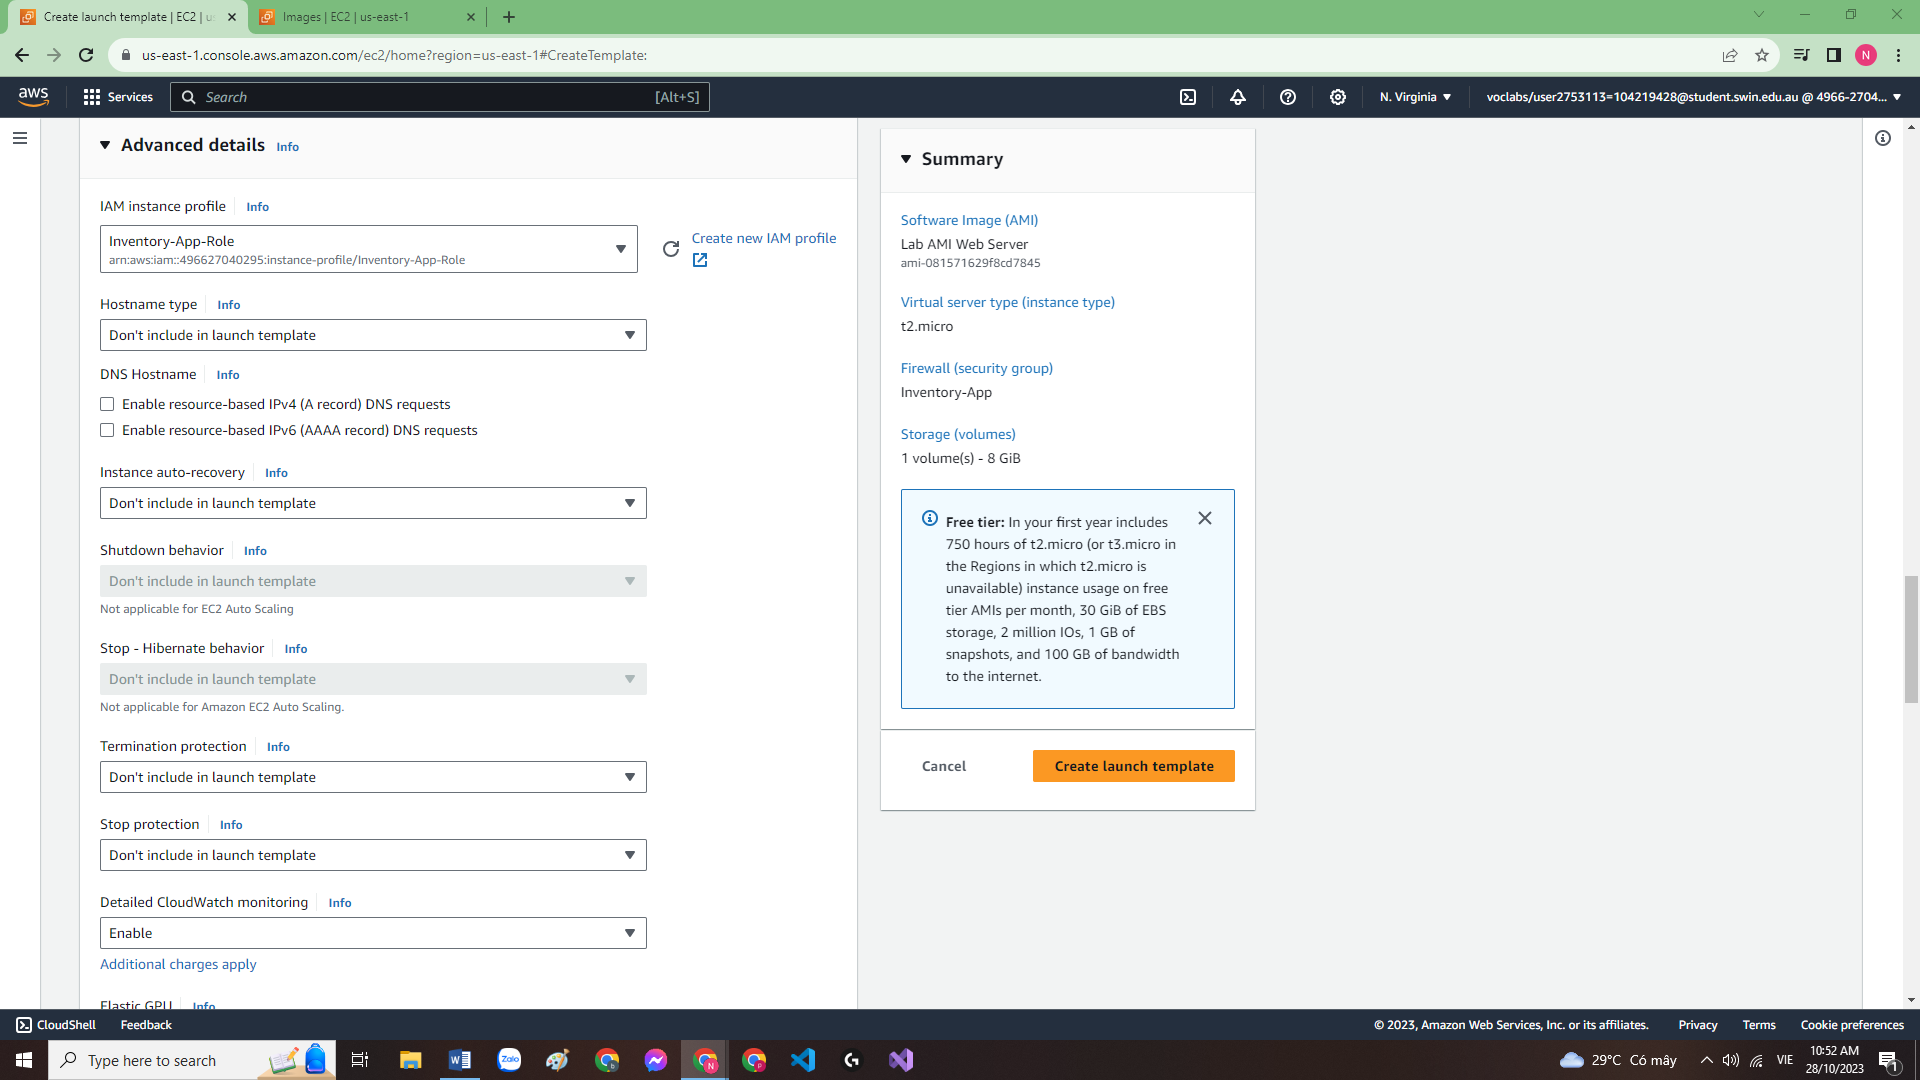 Create launch template | EC2 | us
Images | EC2 | us-east-1
us-east-1.console.aws.amazon.com/ec2/home?region=us-east-1#CreateTemplate:
N
aws
Services
Search
[Alt+S]
N. Virginia
voclabs/user2753113=104219428@student.swin.edu.au @ 4966-2704...
Advanced details Info
IAM instance profile Info
Inventory-App-Role
arn:aws:iam::496627040295:instance-profile/Inventory-App-Role
Create new IAM profile
Hostname type Info
Don't include in launch template
DNS Hostname Info
Enable resource-based IPv4 (A record) DNS requests
Enable resource-based IPv6 (AAAA record) DNS requests
Instance auto-recovery Info
Don't include in launch template
Shutdown behavior Info
Don't include in launch template
Not applicable for EC2 Auto Scaling
Stop - Hibernate behavior Info
Don't include in launch template
Not applicable for Amazon EC2 Auto Scaling.
Termination protection Info
Don't include in launch template
Stop protection Info
Don't include in launch template
Detailed CloudWatch monitoring Info
Enable
Additional charges apply
Elastic GPU Info
Summary
Software Image (AMI)
Lab AMI Web Server
ami-081571629f8cd7845
Virtual server type (instance type)
t2.micro
Firewall (security group)
Inventory-App
Storage (volumes)
1 volume(s) - 8 GiB
Free tier: In your first year includes
750 hours of t2.micro (or t3.micro in
the Regions in which t2.micro is
unavailable) instance usage on free
tier AMIs per month, 30 GiB of EBS
storage, 2 million IOs, 1 GB of
snapshots, and 100 GB of bandwidth
to the internet.
Cancel
Create launch template
CloudShell
Feedback
© 2023, Amazon Web Services, Inc. or its affiliates.
Privacy
Terms
Cookie preferences
Type here to search
Zalo
29°C Có mây
VIE
10:52 AM
28/10/2023
1